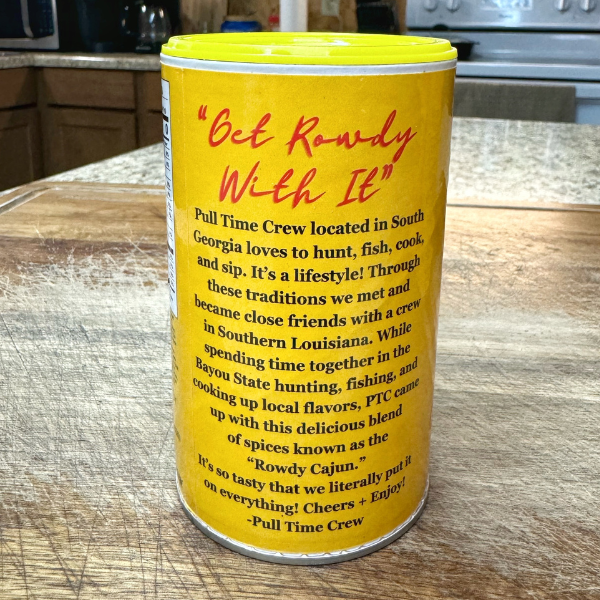 “Get Rowdy
With It”
Pull Time Crew located in South
Georgia loves to hunt, fish, cook,
and sip. It’s a lifestyle! Through
these traditions we met and
became close friends with a crew
in Southern Louisiana. While
spending time together in the
Bayou State hunting, fishing, and
cooking up local flavors, PTC came
up with this delicious blend
of spices known as the
“Rowdy Cajun.”
It’s so tasty that we literally put it
on everything! Cheers + Enjoy!
-Pull Time Crew